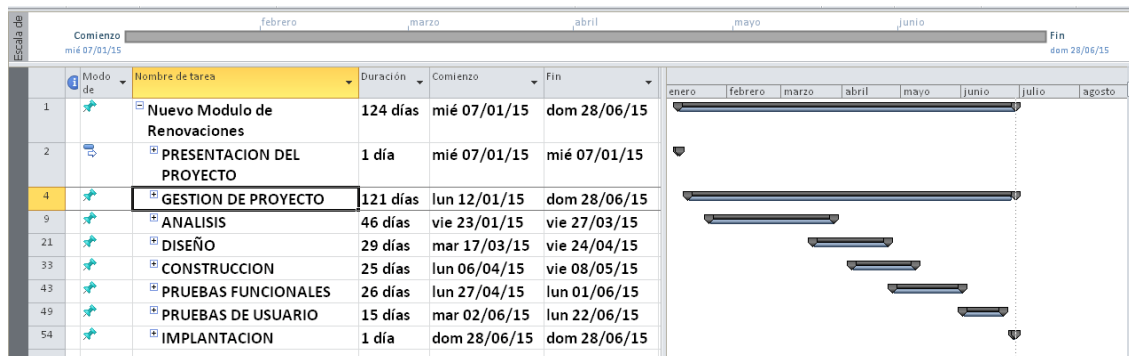 Escala de
febrero marzo abril mayo junio
Comienzo Fin
mié 07/01/15 dom 28/06/15
Modo de Nombre de tarea Duración Comienzo Fin
enero febrero marzo abril mayo junio julio agosto
1 Nuevo Modulo de Renovaciones 124 días mié 07/01/15 dom 28/06/15
2 PRESENTACION DEL PROYECTO 1 día mié 07/01/15 mié 07/01/15
4 GESTION DE PROYECTO 121 días lun 12/01/15 dom 28/06/15
9 ANALISIS 46 días vie 23/01/15 vie 27/03/15
21 DISEÑO 29 días mar 17/03/15 vie 24/04/15
33 CONSTRUCCION 25 días lun 06/04/15 vie 08/05/15
43 PRUEBAS FUNCIONALES 26 días lun 27/04/15 lun 01/06/15
49 PRUEBAS DE USUARIO 15 días mar 02/06/15 lun 22/06/15
54 IMPLANTACION 1 día dom 28/06/15 dom 28/06/15